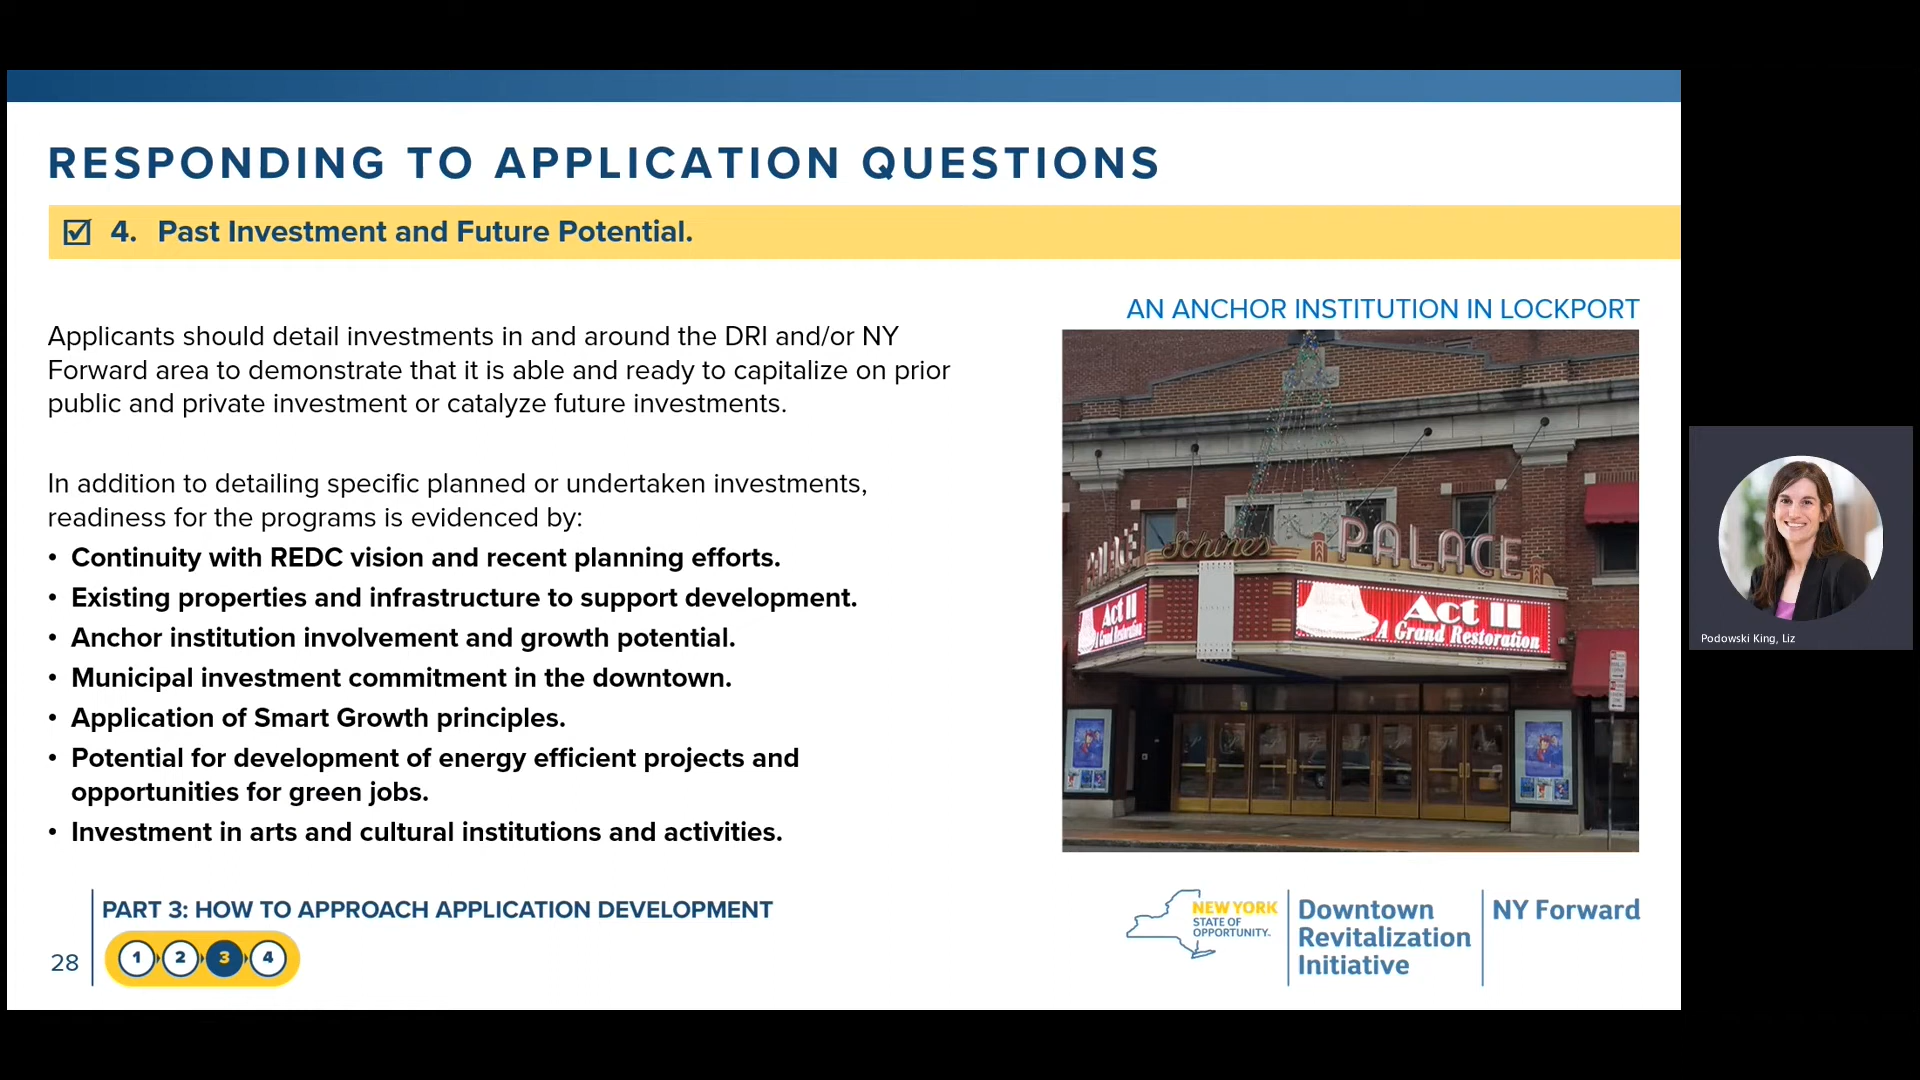 RESPONDING TO APPLICATION QUESTIONS
4. Past Investment and Future Potential.
Applicants should detail investments in and around the DRI and/or NY
Forward area to demonstrate that it is able and ready to capitalize on prior
public and private investment or catalyze future investments.
In addition to detailing specific planned or undertaken investments,
readiness for the programs is evidenced by:
• Continuity with REDC vision and recent planning efforts.
• Existing properties and infrastructure to support development.
• Anchor institution involvement and growth potential.
• Municipal investment commitment in the downtown.
• Application of Smart Growth principles.
• Potential for development of energy efficient projects and
opportunities for green jobs.
• Investment in arts and cultural institutions and activities.
AN ANCHOR INSTITUTION IN LOCKPORT
PALACE
Schine's
PALACE
Act II
A Grand Restoration
Act II
A Grand Restoration
Podowski King, Liz
28
PART 3: HOW TO APPROACH APPLICATION DEVELOPMENT
1 2 3 4
NEW YORK
STATE OF
OPPORTUNITY.
Downtown
Revitalization
Initiative
NY Forward